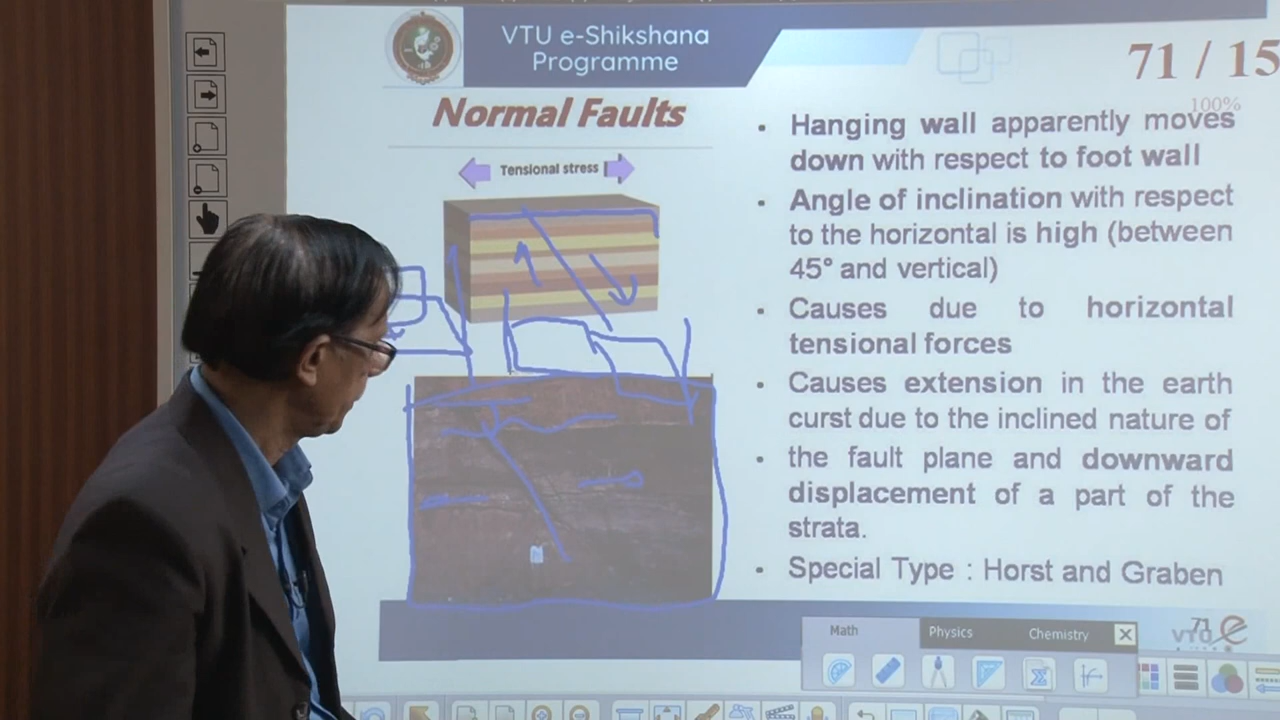 VTU e-Shikshana
Programme
71 / 15
100%
Normal Faults
Tensional stress
• Hanging wall apparently moves
down with respect to foot wall
• Angle of inclination with respect
to the horizontal is high (between
45° and vertical)
• Causes due to horizontal
tensional forces
• Causes extension in the earth
curst due to the inclined nature of
• the fault plane and downward
displacement of a part of the
strata.
• Special Type : Horst and Graben
Math
Physics
Chemistry
71
VTU e